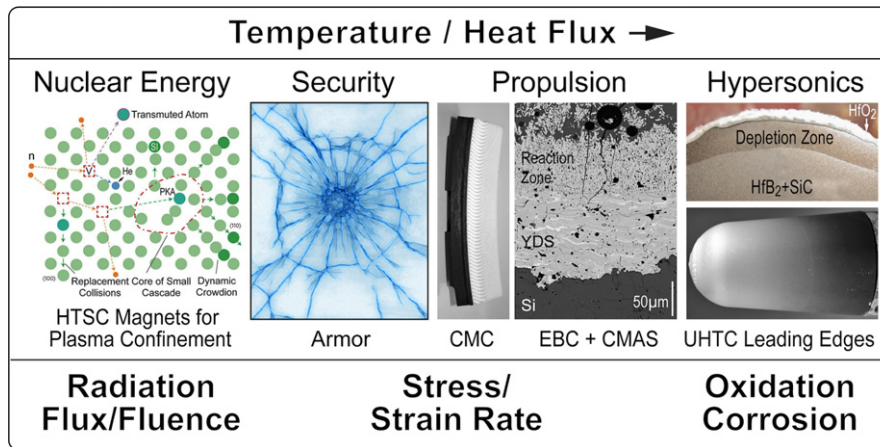 Temperature / Heat Flux →
Nuclear Energy
Security
Propulsion
Hypersonics
Transmuted Atom
n
Si
V
He
PKA
(110)
(100)
Replacement Collisions
Core of Small Cascade
Dynamic Crowdion
HTSC Magnets for
Plasma Confinement
Armor
CMC
Reaction
Zone
YDS
Si
50µm
EBC + CMAS
HfO₂
Depletion Zone
HfB₂+SiC
UHTC Leading Edges
Radiation
Flux/Fluence
Stress/
Strain Rate
Oxidation
Corrosion